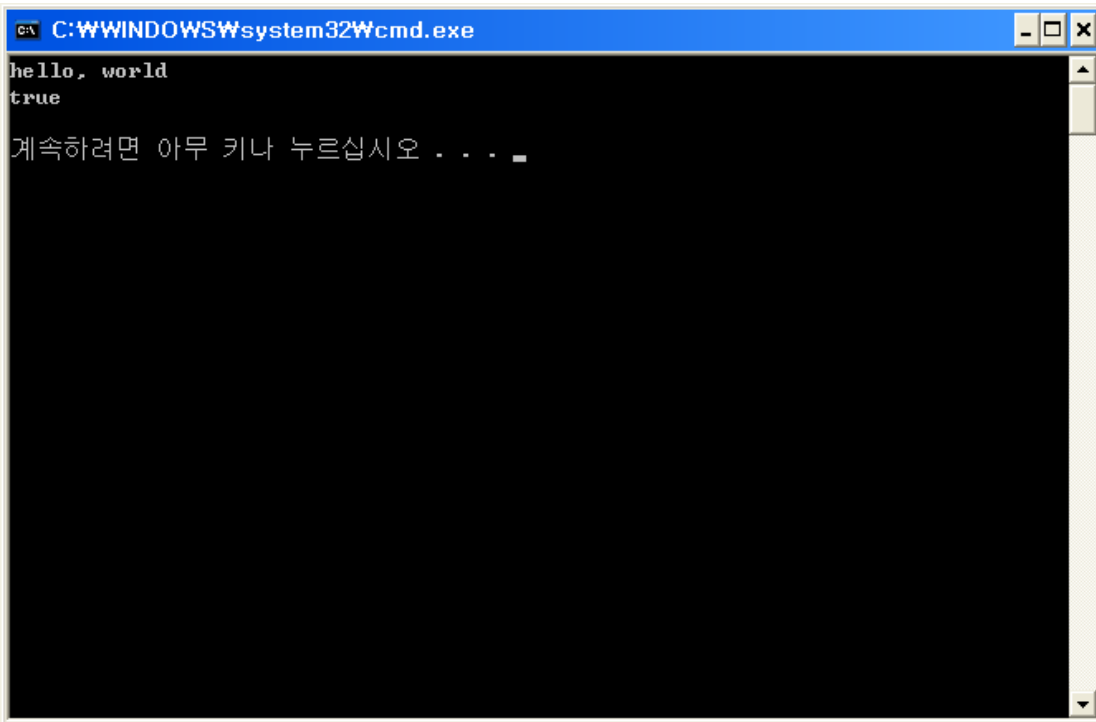 C:₩WINDOWS₩system32₩cmd.exe
hello, world
true
계속하려면 아무 키나 누르십시오 . . .